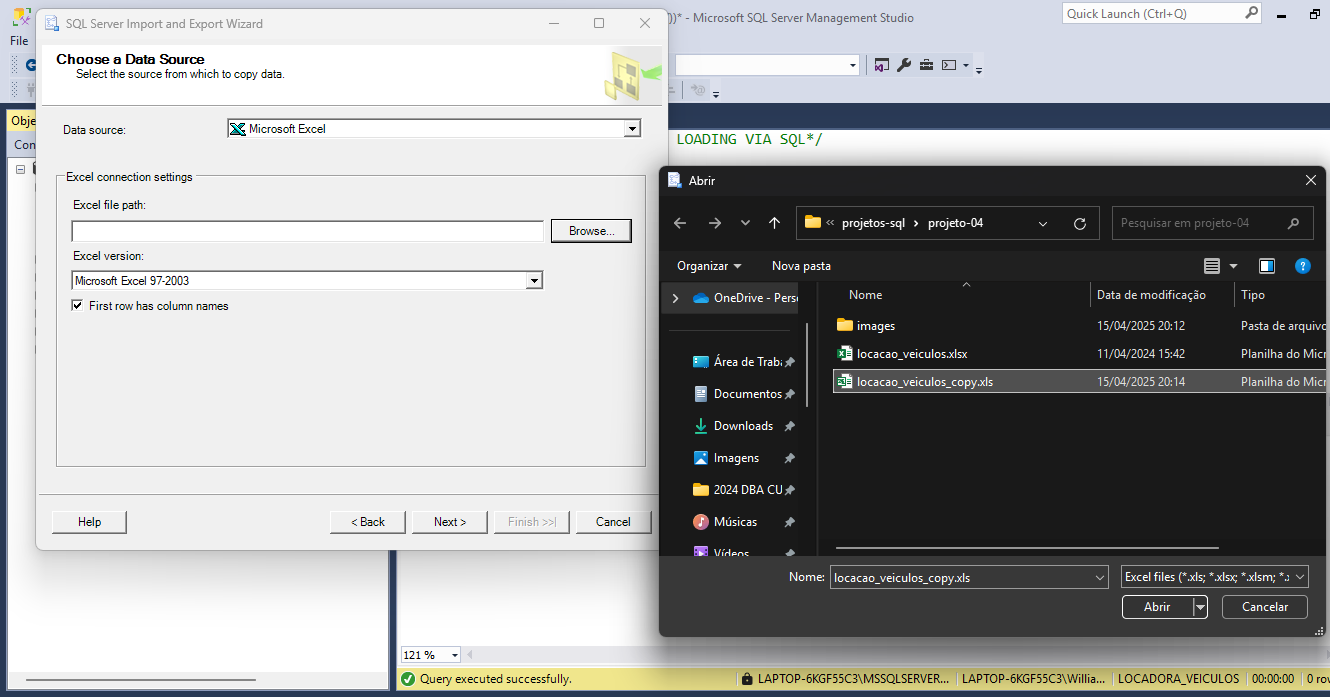 SQL Server Import and Export Wizard
))* - Microsoft SQL Server Management Studio
Quick Launch (Ctrl+Q)
File
Choose a Data Source
Select the source from which to copy data.
Obje
Con
Data source:
Microsoft Excel
LOADING VIA SQL*/
Excel connection settings
Excel file path:
Browse...
Excel version:
Microsoft Excel 97-2003
First row has column names
Help
< Back
Next >
Finish >>|
Cancel
Abrir
« projetos-sql › projeto-04
Pesquisar em projeto-04
Organizar
Nova pasta
OneDrive - Perso
Nome
Data de modificação
Tipo
images
15/04/2025 20:12
Pasta de arquivo
locacao_veiculos.xlsx
11/04/2024 15:42
Planilha do Micr
locacao_veiculos_copy.xls
15/04/2025 20:14
Planilha do Micr
Área de Traba
Documentos
Downloads
Imagens
2024 DBA CU
Músicas
Vídeos
Nome:
locacao_veiculos_copy.xls
Excel files (*.xls; *.xlsx; *.xlsm; *.x
Abrir
Cancelar
121 %
Query executed successfully.
LAPTOP-6KGF55C3\MSSQLSERVER...
LAPTOP-6KGF55C3\Willia...
LOCADORA_VEICULOS
00:00:00
0 rov